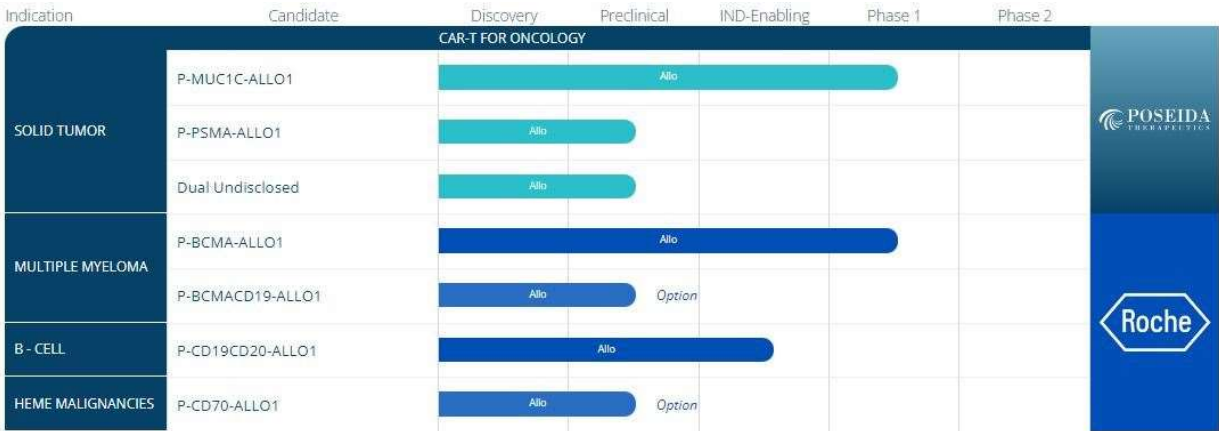 Indication Candidate Discovery Preclinical IND-Enabling Phase 1 Phase 2
CAR-T FOR ONCOLOGY
SOLID TUMOR
P-MUC1C-ALLO1 Allo
P-PSMA-ALLO1 Allo
Dual Undisclosed Allo
POSEIDA
THERAPEUTICS
MULTIPLE MYELOMA
P-BCMA-ALLO1 Allo
P-BCMACD19-ALLO1 Allo Option
B - CELL P-CD19CD20-ALLO1 Allo
HEME MALIGNANCIES P-CD70-ALLO1 Allo Option
Roche